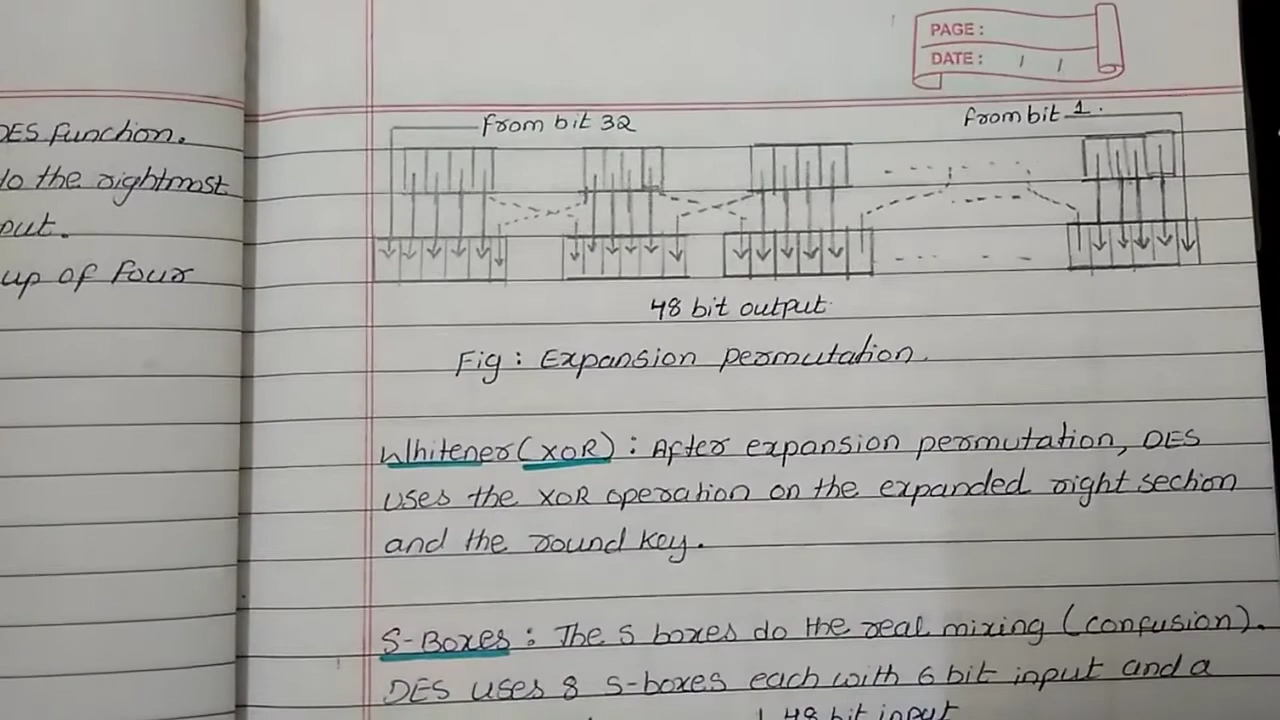 PAGE:
DATE: / /
DES function.
to the rightmost
put.
up of four
from bit 32
from bit 1.
48 bit output
Fig: Expansion permutation.
Whitener(XOR): After expansion permutation, DES
uses the XOR operation on the expanded right section
and the round key.
S-Boxes: The S boxes do the real mixing (confusion).
DES uses 8 S-boxes each with 6 bit input and a
48 bit input